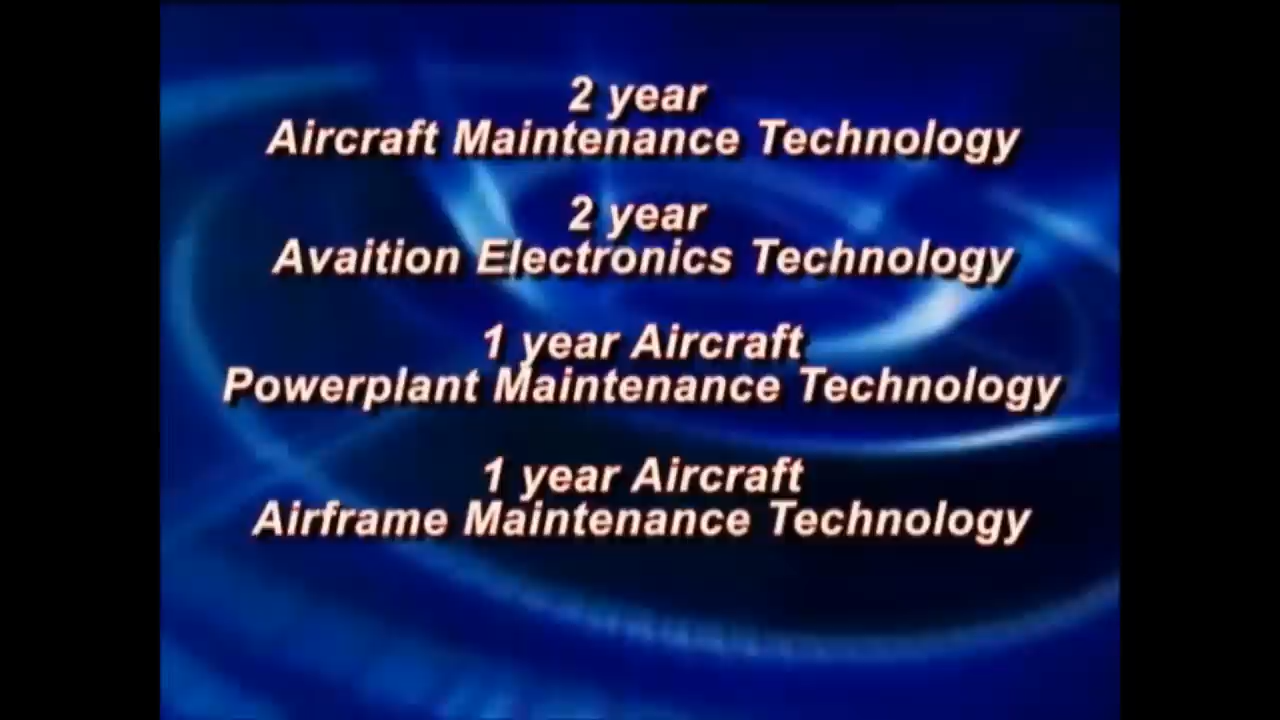 2 year
Aircraft Maintenance Technology
2 year
Avaition Electronics Technology
1 year Aircraft
Powerplant Maintenance Technology
1 year Aircraft
Airframe Maintenance Technology